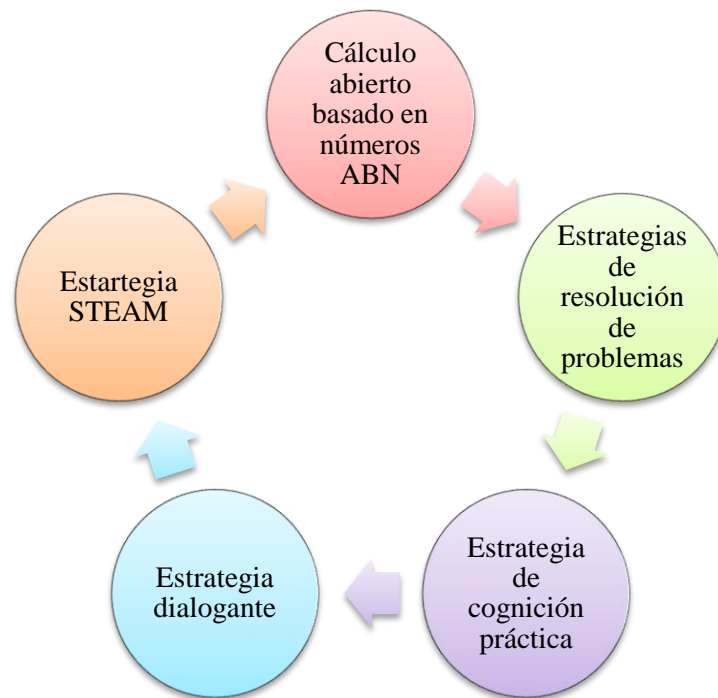 Cálculo
abierto
basado en
números
ABN
Estrategias
de
resolución
de
problemas
Estrategia
de
cognición
práctica
Estrategia
dialogante
Estartegia
STEAM